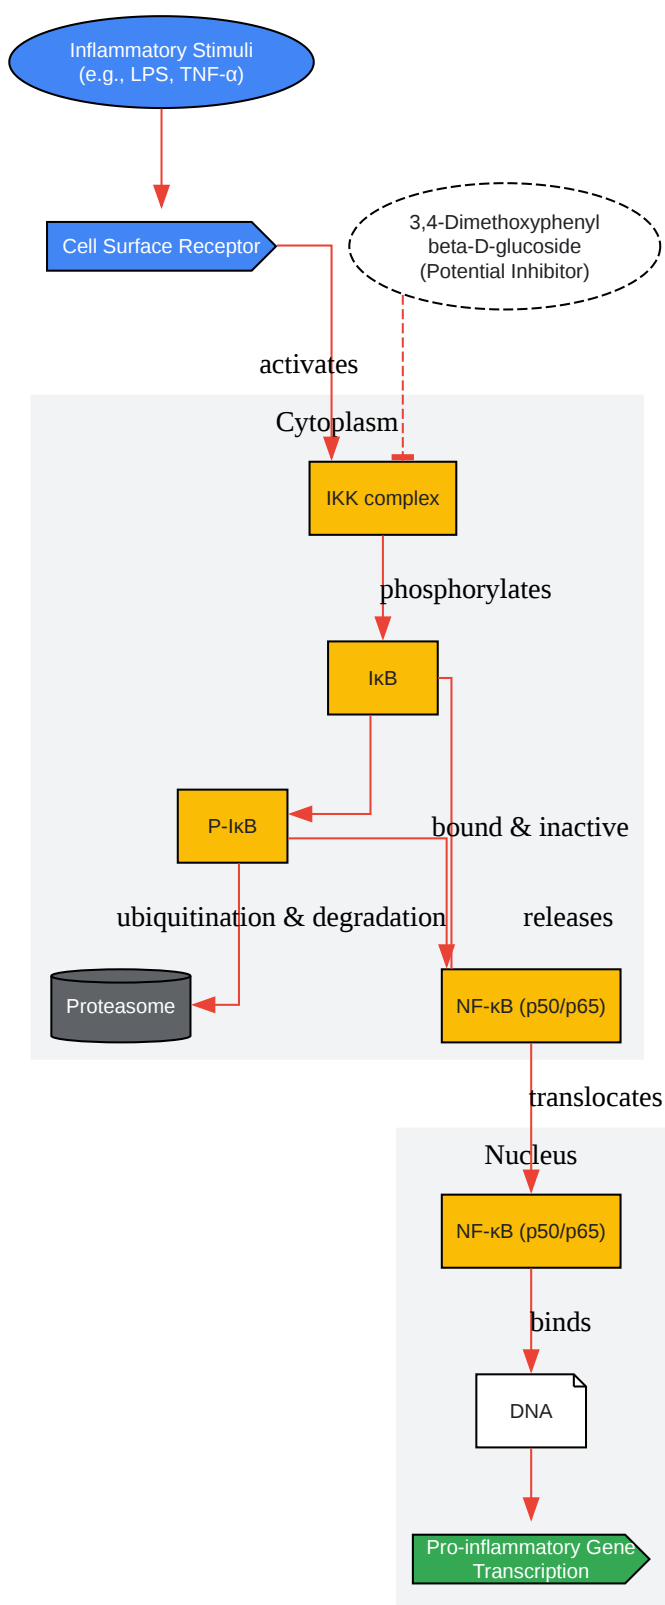 Inflammatory Stimuli
(e.g., LPS, TNF-α)
Cell Surface Receptor
3,4-Dimethoxyphenyl
beta-D-glucoside
(Potential Inhibitor)
activates
Cytoplasm
IKK complex
phosphorylates
IκB
P-IκB
bound & inactive
ubiquitination & degradation
releases
Proteasome
NF-κB (p50/p65)
translocates
Nucleus
NF-κB (p50/p65)
binds
DNA
Pro-inflammatory Gene
Transcription